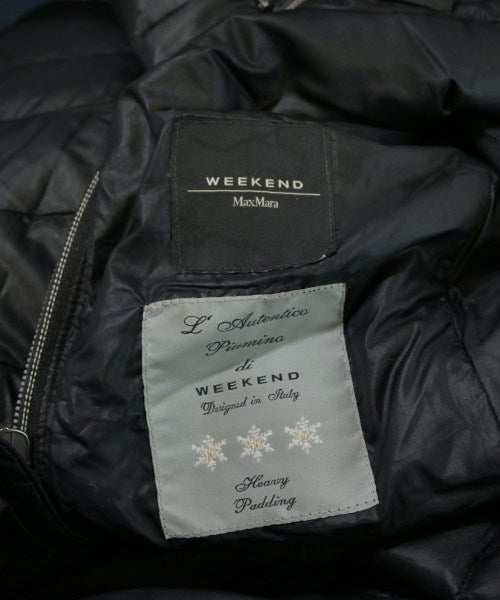 WEEKEND
MaxMara
L' Autentico
Piumino
di
WEEKEND
Designed in Italy
Heavy
Padding